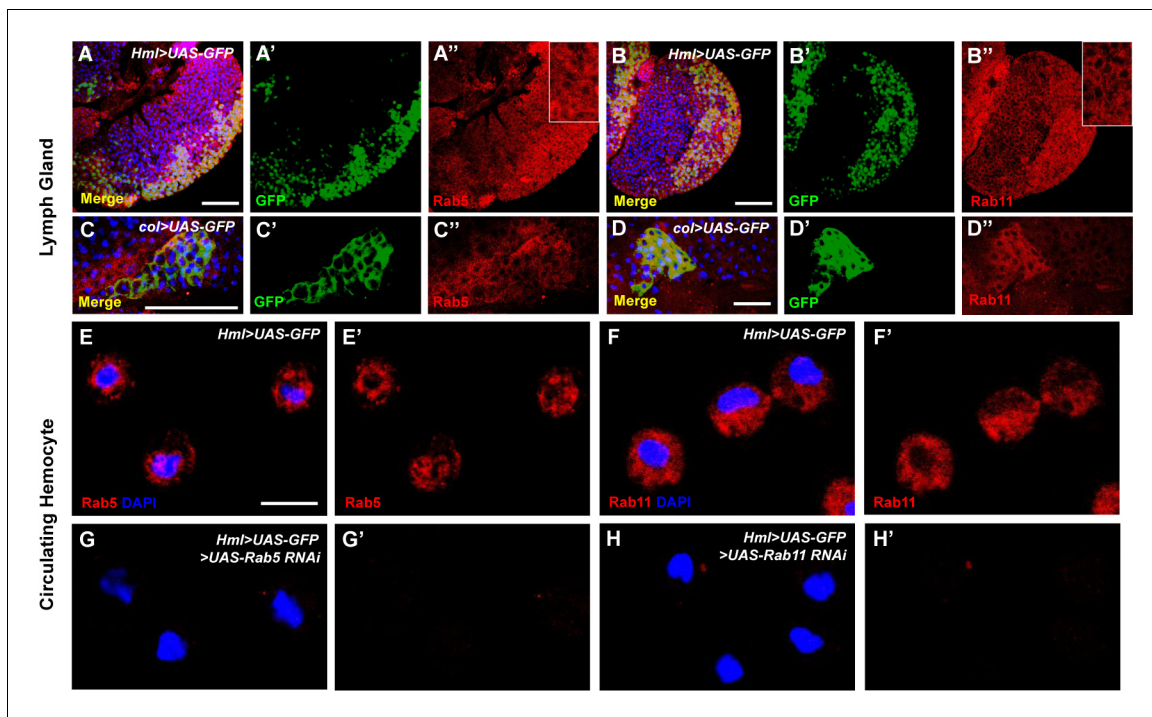 Lymph Gland
A
Hml>UAS-GFP
Merge
A’
GFP
A’’
Rab5
B
Hml>UAS-GFP
Merge
B’
GFP
B’’
Rab11
C
col>UAS-GFP
Merge
C’
GFP
C’’
Rab5
D
col>UAS-GFP
Merge
D’
GFP
D’’
Rab11
Circulating Hemocyte
E
Hml>UAS-GFP
Rab5 DAPI
E’
Rab5
F
Hml>UAS-GFP
Rab11 DAPI
F’
Rab11
G
Hml>UAS-GFP
>UAS-Rab5 RNAi
G’
H
Hml>UAS-GFP
>UAS-Rab11 RNAi
H’